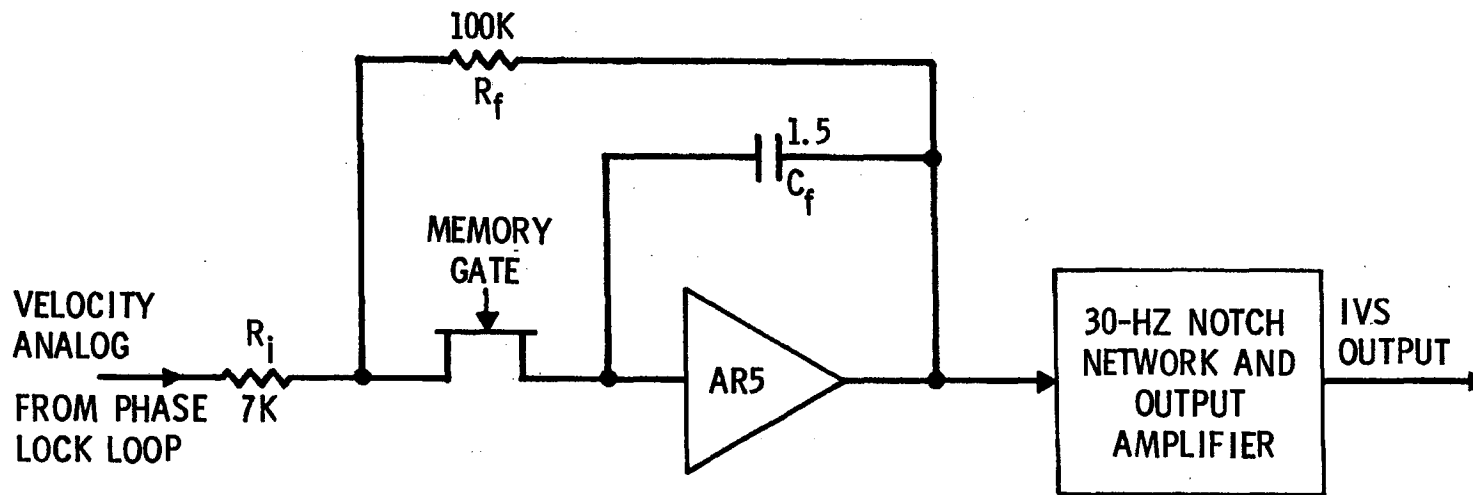 100K
R_f
1.5
C_f
MEMORY
GATE
VELOCITY
ANALOG
R_i
FROM PHASE
LOCK LOOP
7K
AR5
30-HZ NOTCH
NETWORK AND
OUTPUT
AMPLIFIER
IVS
OUTPUT